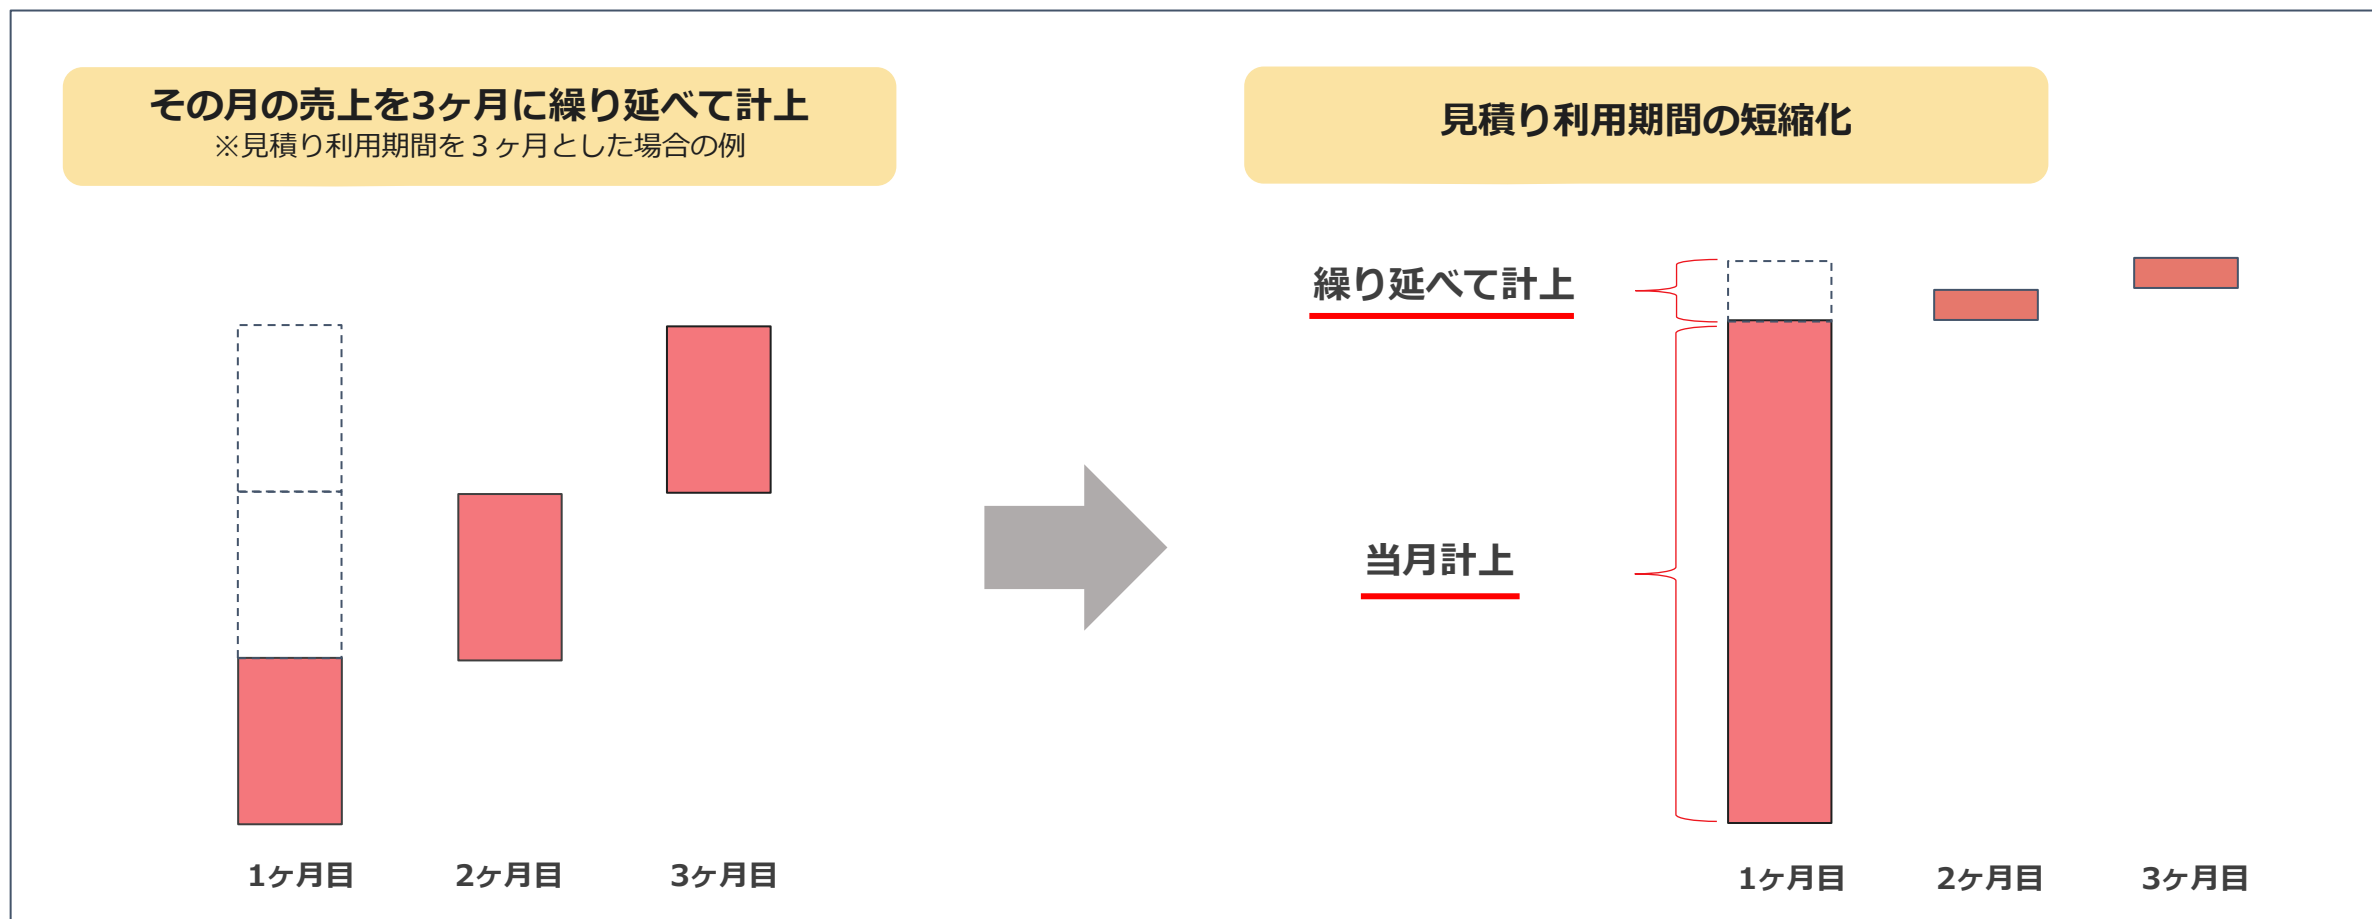 その月の売上を3ヶ月に繰り延べて計上
※見積り利用期間を３ヶ月とした場合の例
1ヶ月目
2ヶ月目
3ヶ月目
見積り利用期間の短縮化
繰り延べて計上
当月計上
1ヶ月目
2ヶ月目
3ヶ月目